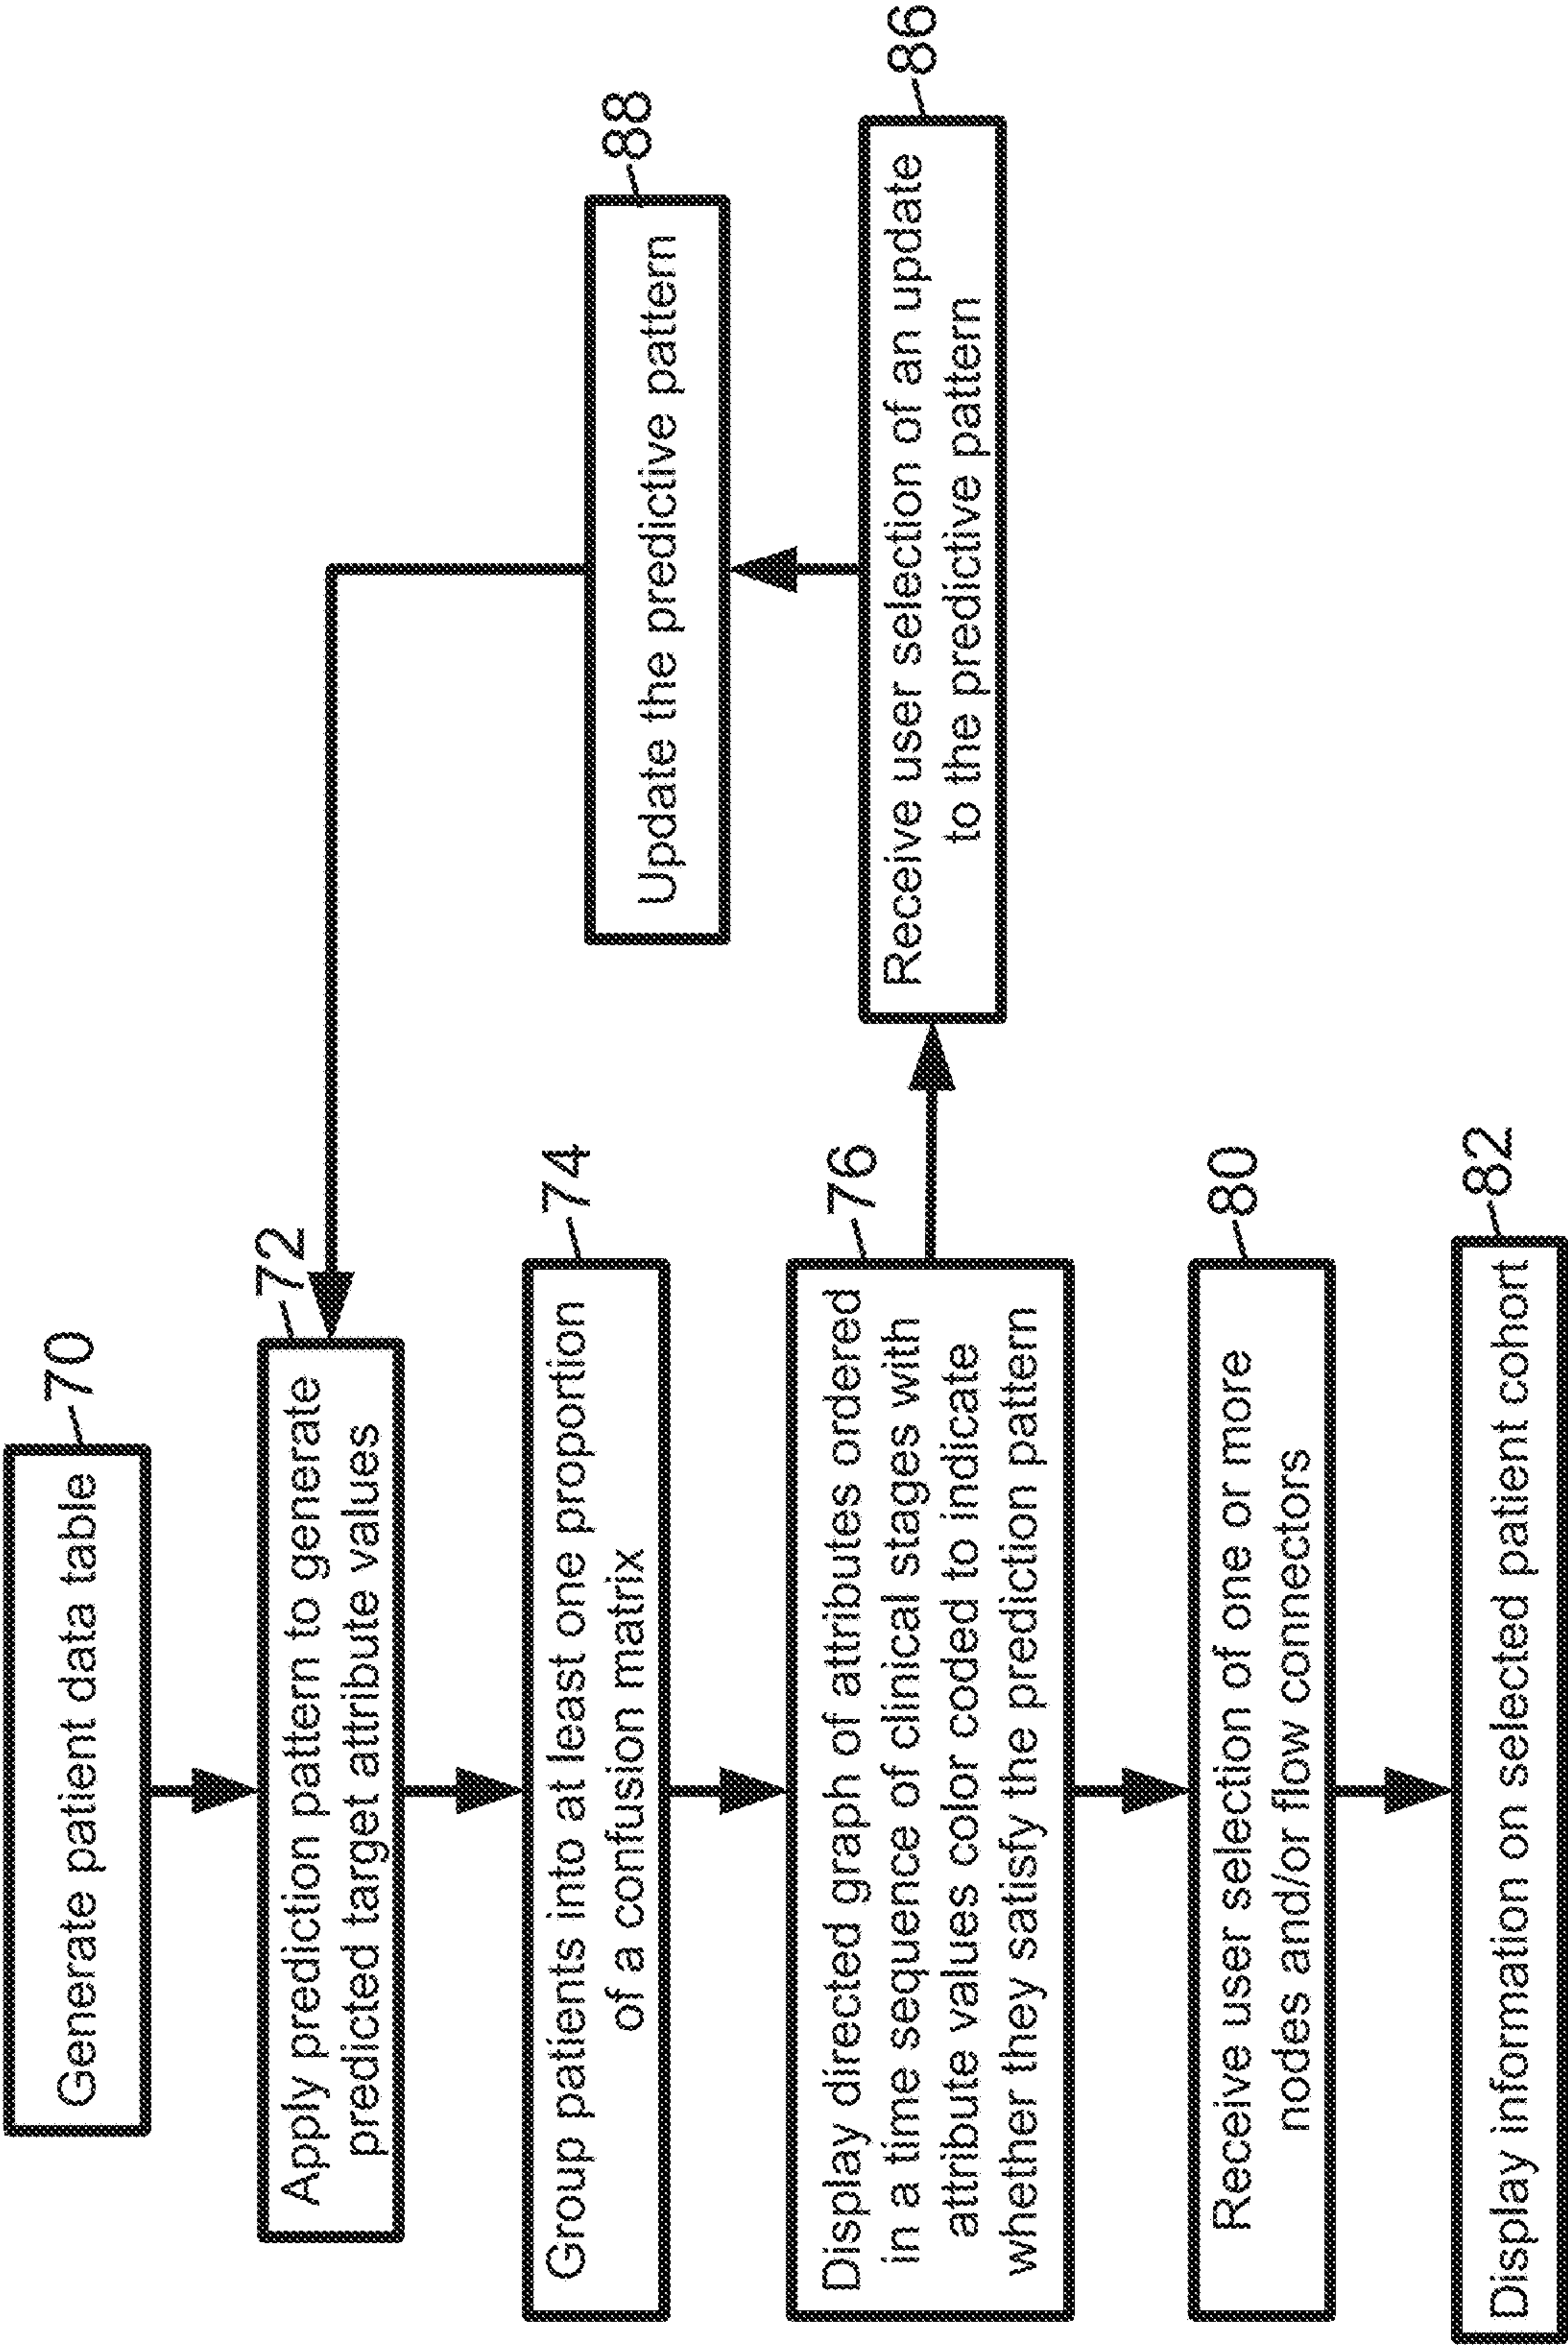 Generate patient data table
70
Apply prediction pattern to generate
predicted target attribute values
72
Group patients into at least one proportion
of a confusion matrix
74
Display directed graph of attributes ordered
in a time sequence of clinical stages with
attribute values color coded to indicate
whether they satisfy the prediction pattern
76
Receive user selection of one or more
nodes and/or flow connectors
80
Display information on selected patient cohort
82
Receive user selection of an update
to the predictive pattern
86
Update the predictive pattern
88